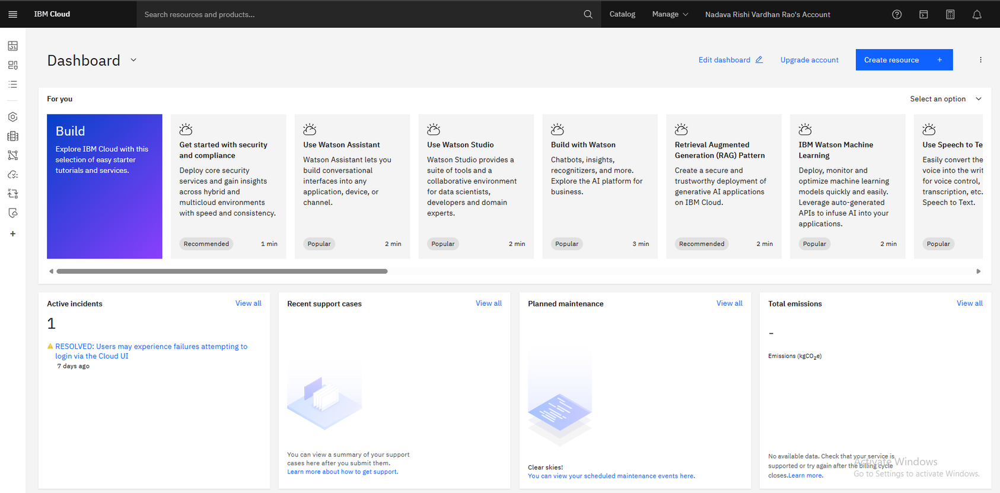 IBM Cloud
Search resources and products...
Catalog
Manage
Nadava Rishi Vardhan Rao's Account
Dashboard
Edit dashboard
Upgrade account
Create resource +
For you
Select an option
Build
Explore IBM Cloud with this
selection of easy starter
tutorials and services.
Get started with security
and compliance
Deploy core security
services and gain insights
across hybrid and
multicloud environments
with speed and consistency.
Recommended
1 min
Use Watson Assistant
Watson Assistant lets you
build conversational
interfaces into any
application, device, or
channel.
Popular
2 min
Use Watson Studio
Watson Studio provides a
suite of tools and a
collaborative environment
for data scientists,
developers and domain
experts.
Popular
2 min
Build with Watson
Chatbots, insights,
recognizers, and more.
Explore the AI platform for
business.
Popular
3 min
Retrieval Augmented
Generation (RAG) Pattern
Create a secure and
trustworthy deployment of
generative AI applications
on IBM Cloud.
Recommended
2 min
IBM Watson Machine
Learning
Deploy, monitor and
optimize machine learning
models quickly and easily.
Leverage auto-generated
APIs to infuse AI into your
applications.
Popular
2 min
Use Speech to Te
Easily convert the
voice into the writ
for voice control,
transcription, etc.
Speech to Text.
Popular
Active incidents
View all
1
RESOLVED: Users may experience failures attempting to
login via the Cloud UI
7 days ago
Recent support cases
View all
You can view a summary of your support
cases here after you submit them.
Learn more about how to get support.
Planned maintenance
View all
Clear skies!
You can view your scheduled maintenance events here.
Total emissions
View all
-
Emissions (kgCO2e)
No available data. Check that your service is
supported or try again after the billing cycle
closes.Learn more.
Activate Windows
Go to Settings to activate Windows.